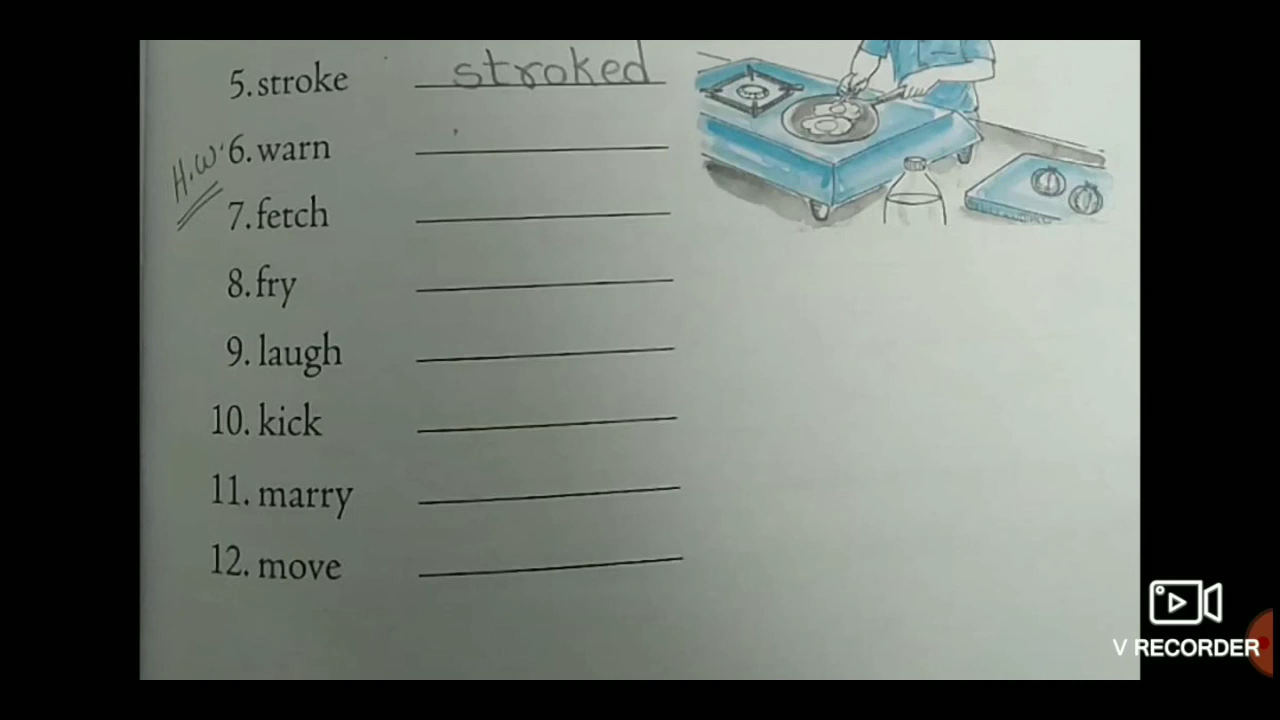 5. stroke stroked
H.W. 6. warn
7. fetch
8. fry
9. laugh
10. kick
11. marry
12. move
V RECORDER